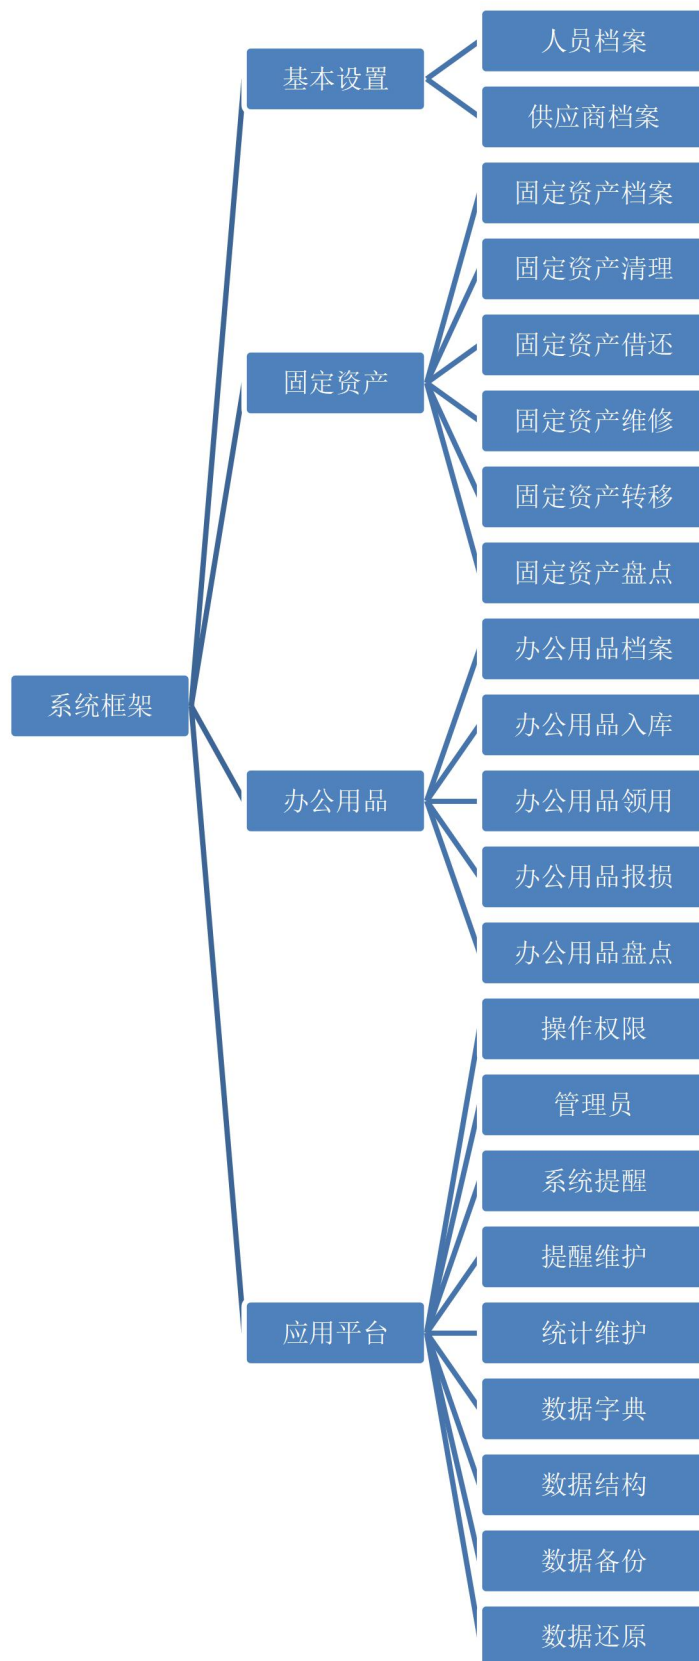 系统框架
基本设置
人员档案
供应商档案
固定资产
固定资产档案
固定资产清理
固定资产借还
固定资产维修
固定资产转移
固定资产盘点
办公用品
办公用品档案
办公用品入库
办公用品领用
办公用品报损
办公用品盘点
应用平台
操作权限
管理员
系统提醒
提醒维护
统计维护
数据字典
数据结构
数据备份
数据还原